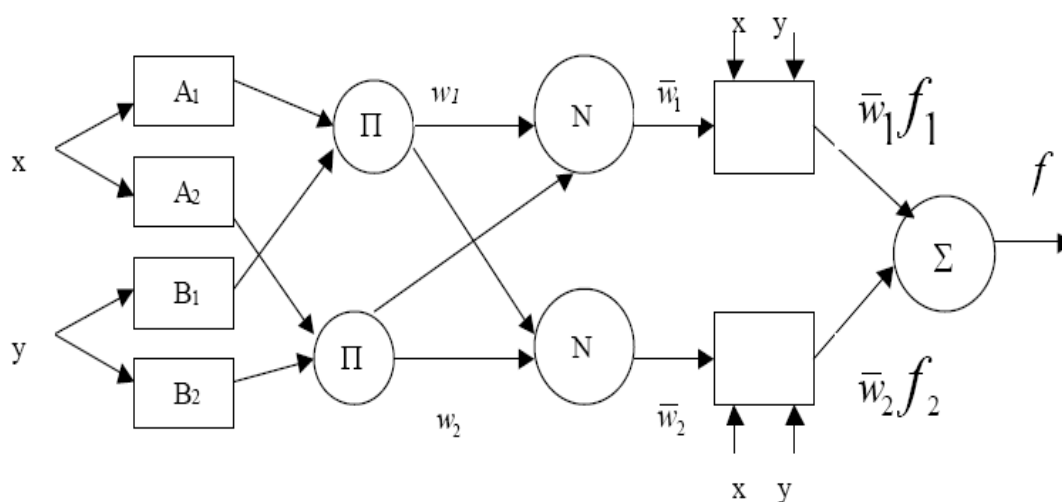 x y
A₁
Π
w₁
N
w̅₁
w̅₁f₁
x
A₂
f
B₁
Σ
y
B₂
Π
w₂
N
w̅₂
w̅₂f₂
x y